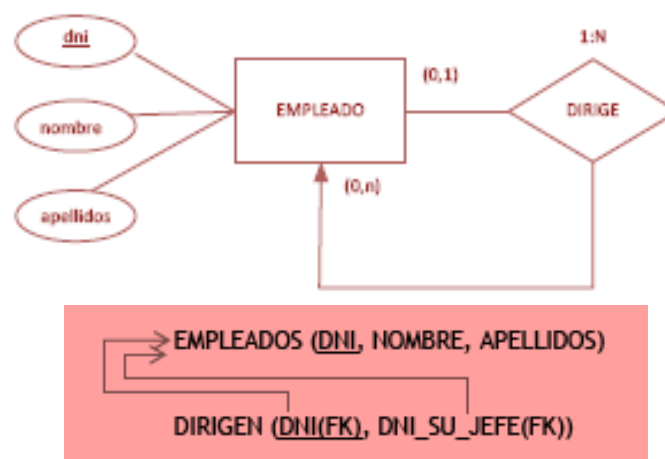 dni
1:N
(0,1)
EMPLEADO
DIRIGE
nombre
(0,n)
apellidos
EMPLEADOS (DNI, NOMBRE, APELLIDOS)
DIRIGEN (DNI(FK), DNI_SU_JEFE(FK))